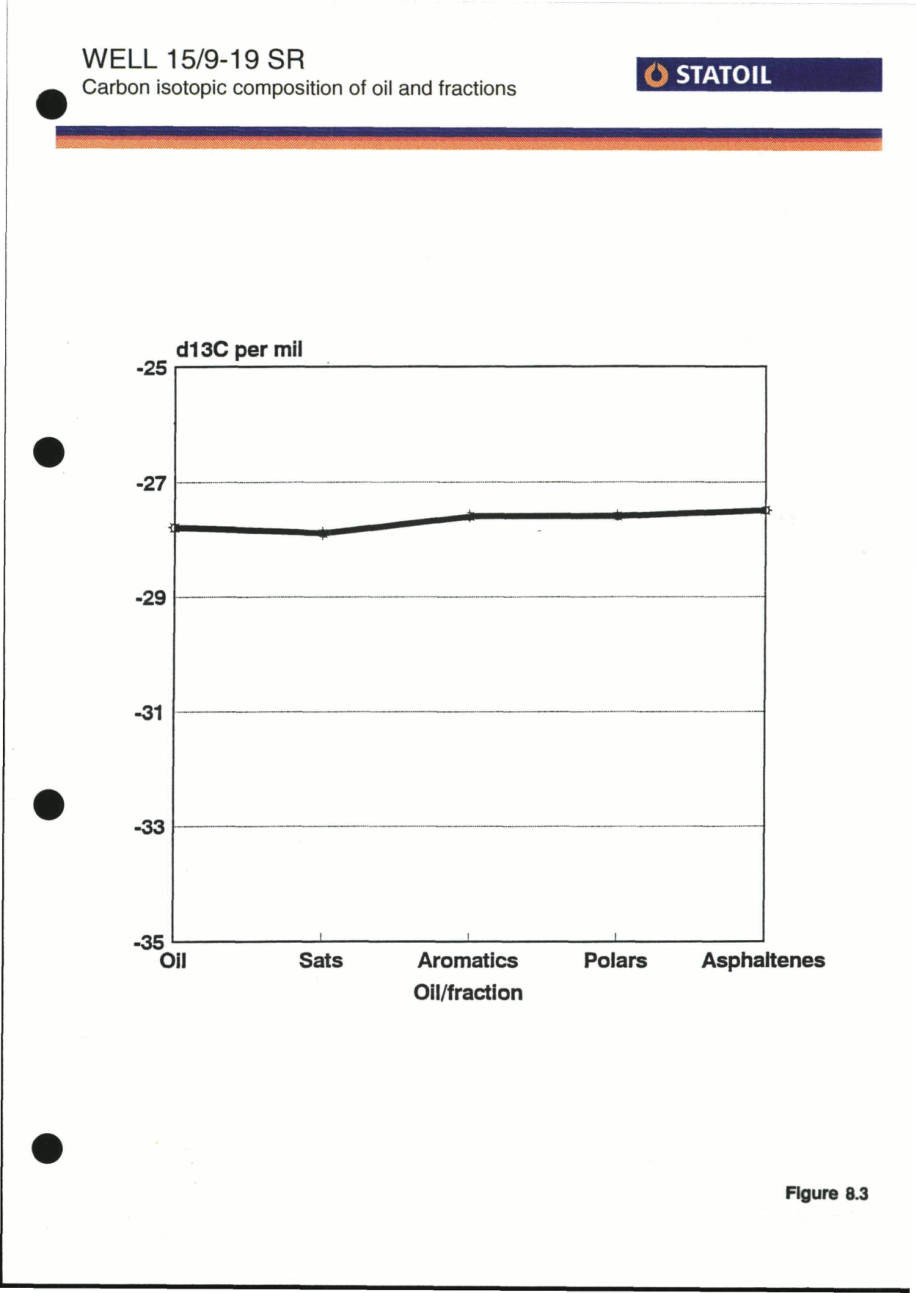 WELL 15/9-19 SR
Carbon isotopic composition of oil and fractions
STATOIL
d13C per mil
-25
-27
-29
-31
-33
-35
Oil Sats Aromatics Polars Asphaltenes
Oil/fraction
Figure 8.3